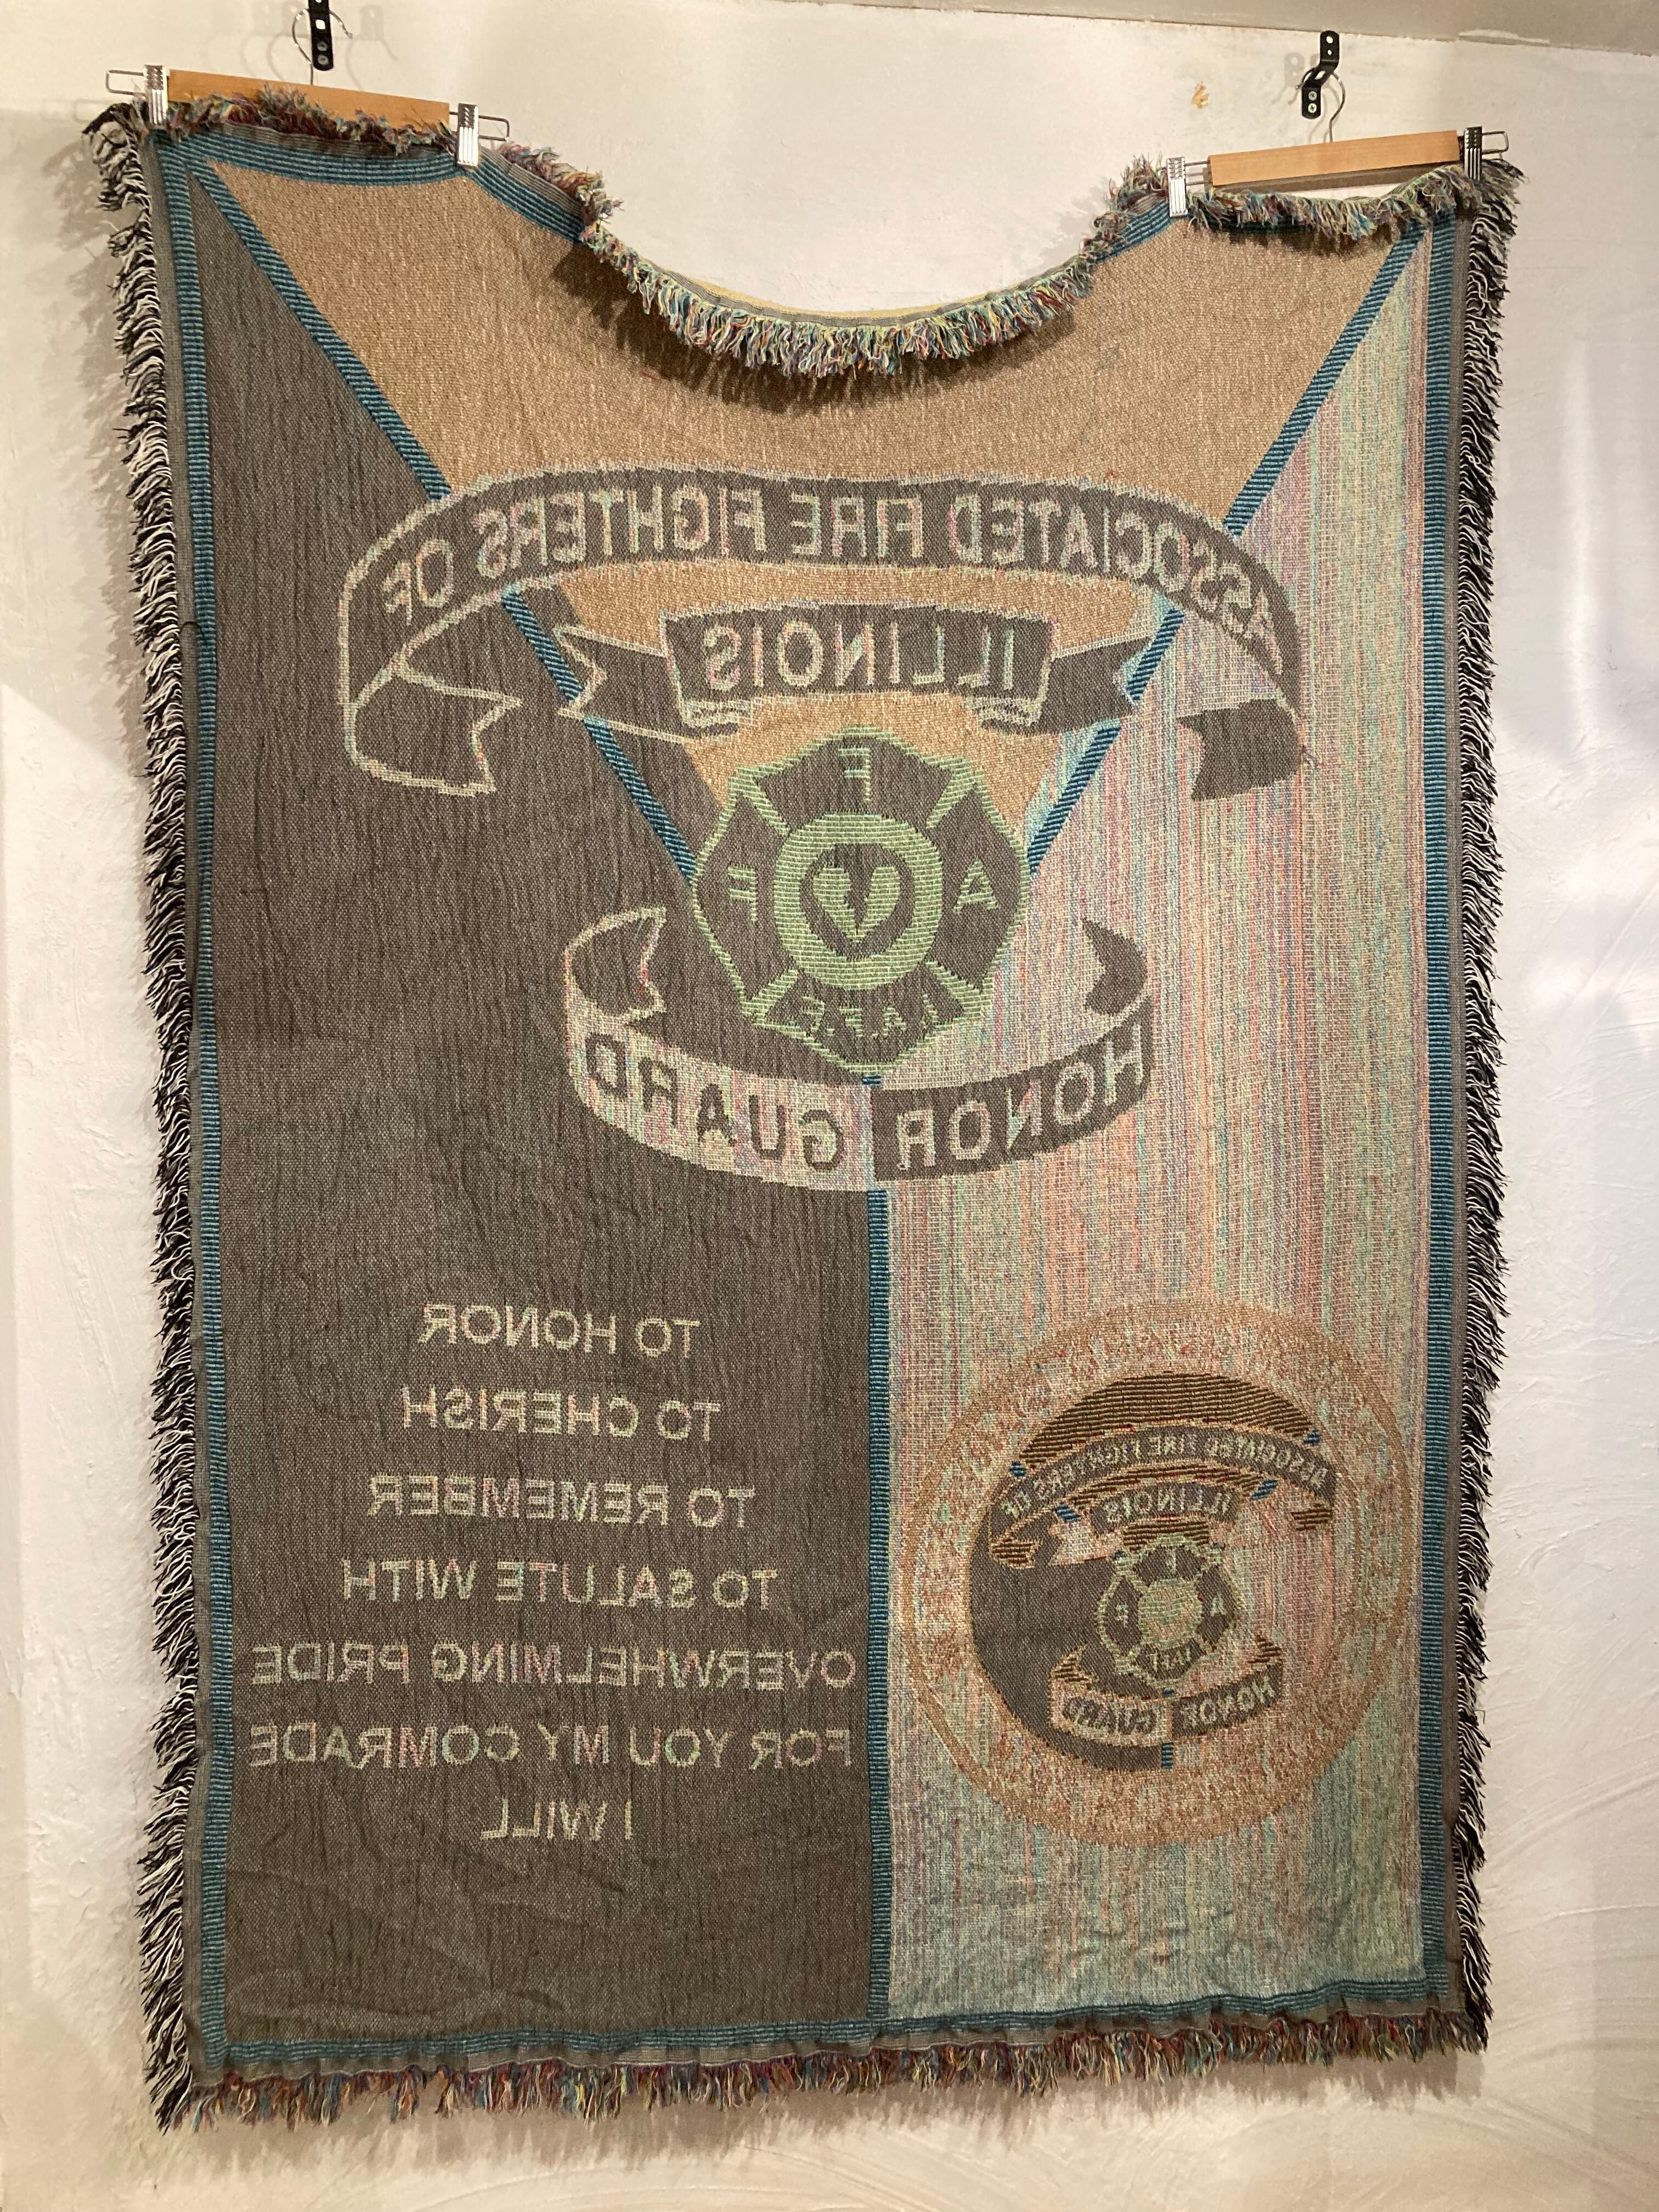 ASSOCIATED FIRE FIGHTERS OF
ILLINOIS
F
A F
I.A.F.F.
HONOR GUARD
TO HONOR
TO CHERISH
TO REMEMBER
TO SALUTE WITH
OVERWHELMING PRIDE
FOR YOU MY COMRADE
I WILL
ASSOCIATED FIRE FIGHTERS OF
ILLINOIS
A F
HONOR GUARD